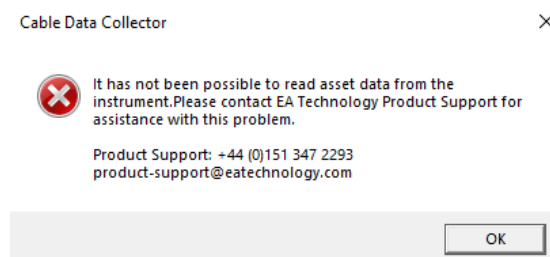 Cable Data Collector
It has not been possible to read asset data from the
instrument.Please contact EA Technology Product Support for
assistance with this problem.
Product Support: +44 (0)151 347 2293
product-support@eatechnology.com
OK